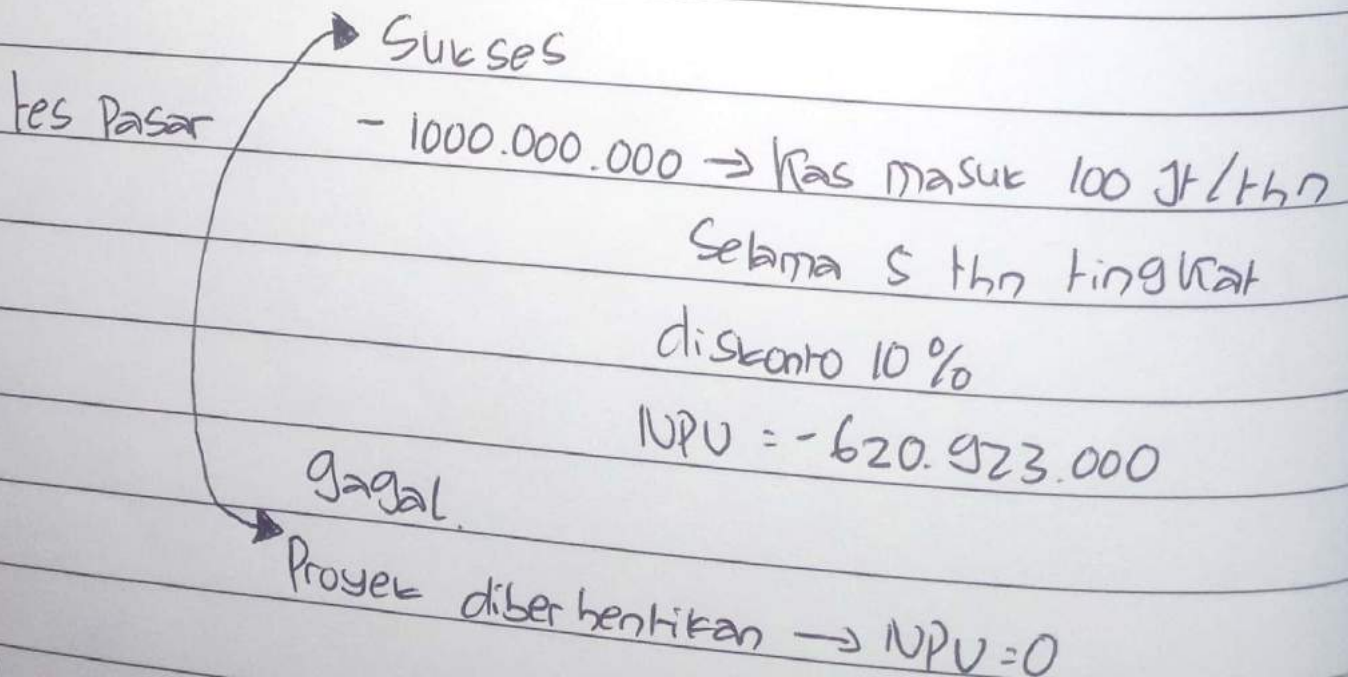 Sukses
tes Pasar
- 1000.000.000 → Kas masuk 100 Jt/thn
Selama 5 thn tingkat
diskonto 10%
NPV = -620.923.000
gagal.
Proyek diberhentikan → NPV=0